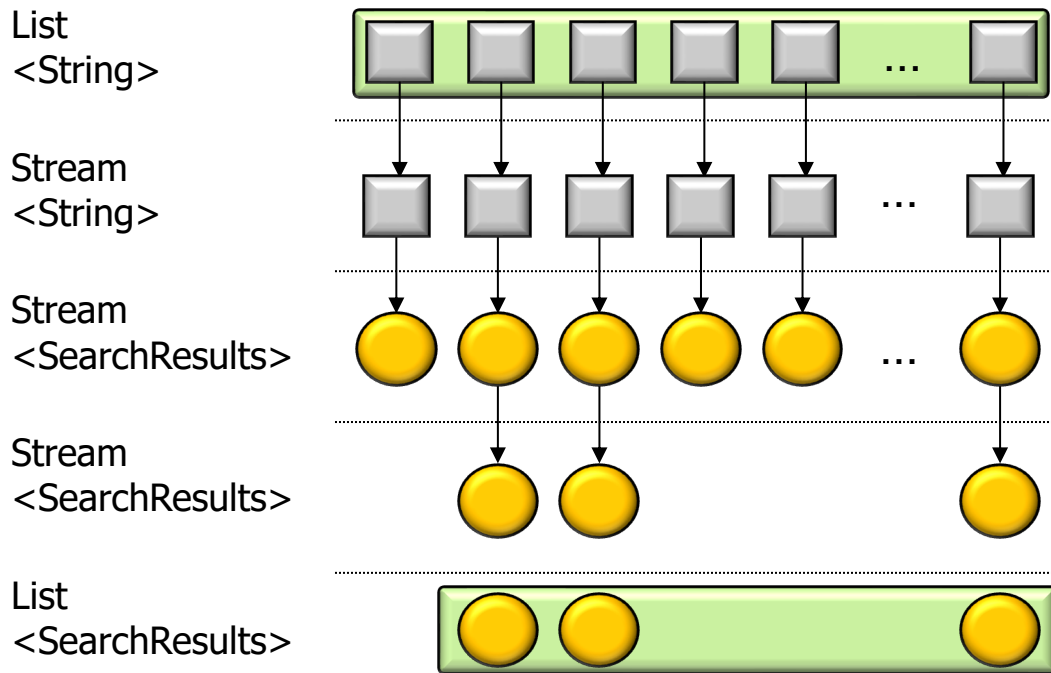 List
<String>
...
Stream
<String>
...
Stream
<SearchResults>
...
Stream
<SearchResults>
List
<SearchResults>